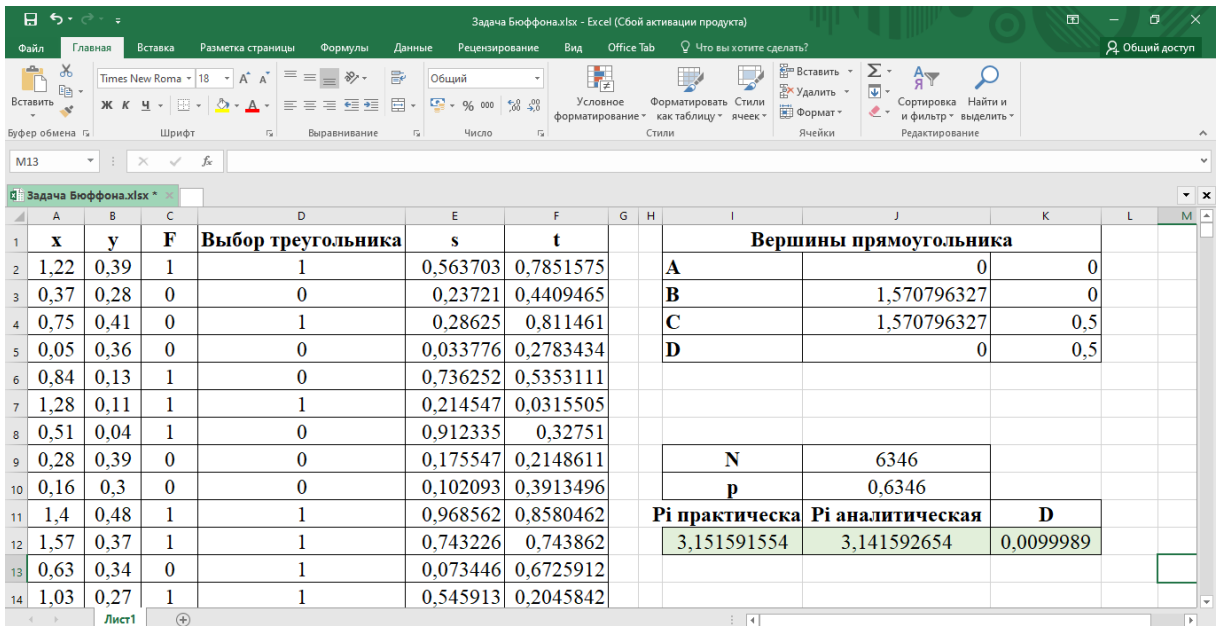 Задача Бюффона.xlsx - Excel (Сбой активации продукта)
Файл Главная Вставка Разметка страницы Формулы Данные Рецензирование Вид Office Tab Что вы хотите сделать? Общий доступ
Вставить
Times New Roma 18
Ж К Ч
Общий
% 000
Условное форматирование
Форматировать как таблицу
Стили ячеек
Вставить
Удалить
Формат
Сортировка и фильтр
Найти и выделить
Буфер обмена Шрифт Выравнивание Число Стили Ячейки Редактирование
M13 fx
Задача Бюффона.xlsx *
A B C D E F G H I J K L M
1 x y F Выбор треугольника s t Вершины прямоугольника
2 1,22 0,39 1 1 0,563703 0,7851575 A 0 0
3 0,37 0,28 0 0 0,23721 0,4409465 B 1,570796327 0
4 0,75 0,41 0 1 0,28625 0,811461 C 1,570796327 0,5
5 0,05 0,36 0 0 0,033776 0,2783434 D 0 0,5
6 0,84 0,13 1 0 0,736252 0,5353111
7 1,28 0,11 1 1 0,214547 0,0315505
8 0,51 0,04 1 0 0,912335 0,32751
9 0,28 0,39 0 0 0,175547 0,2148611 N 6346
10 0,16 0,3 0 0 0,102093 0,3913496 p 0,6346
11 1,4 0,48 1 1 0,968562 0,8580462 Pi практическа Pi аналитическая D
12 1,57 0,37 1 1 0,743226 0,743862 3,151591554 3,141592654 0,0099989
13 0,63 0,34 0 1 0,073446 0,6725912
14 1,03 0,27 1 1 0,545913 0,2045842
Лист1